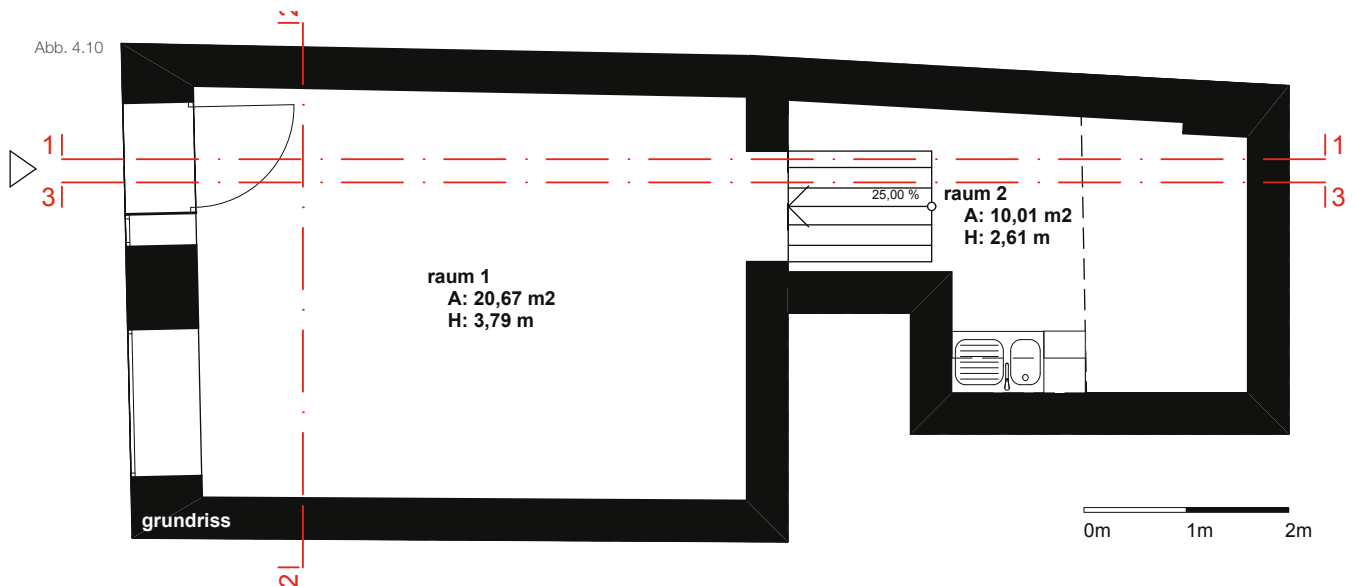 2
Abb. 4.10
1
1
3
3
25,00 %
raum 2
A: 10,01 m2
H: 2,61 m
raum 1
A: 20,67 m2
H: 3,79 m
grundriss
0m 1m 2m
2